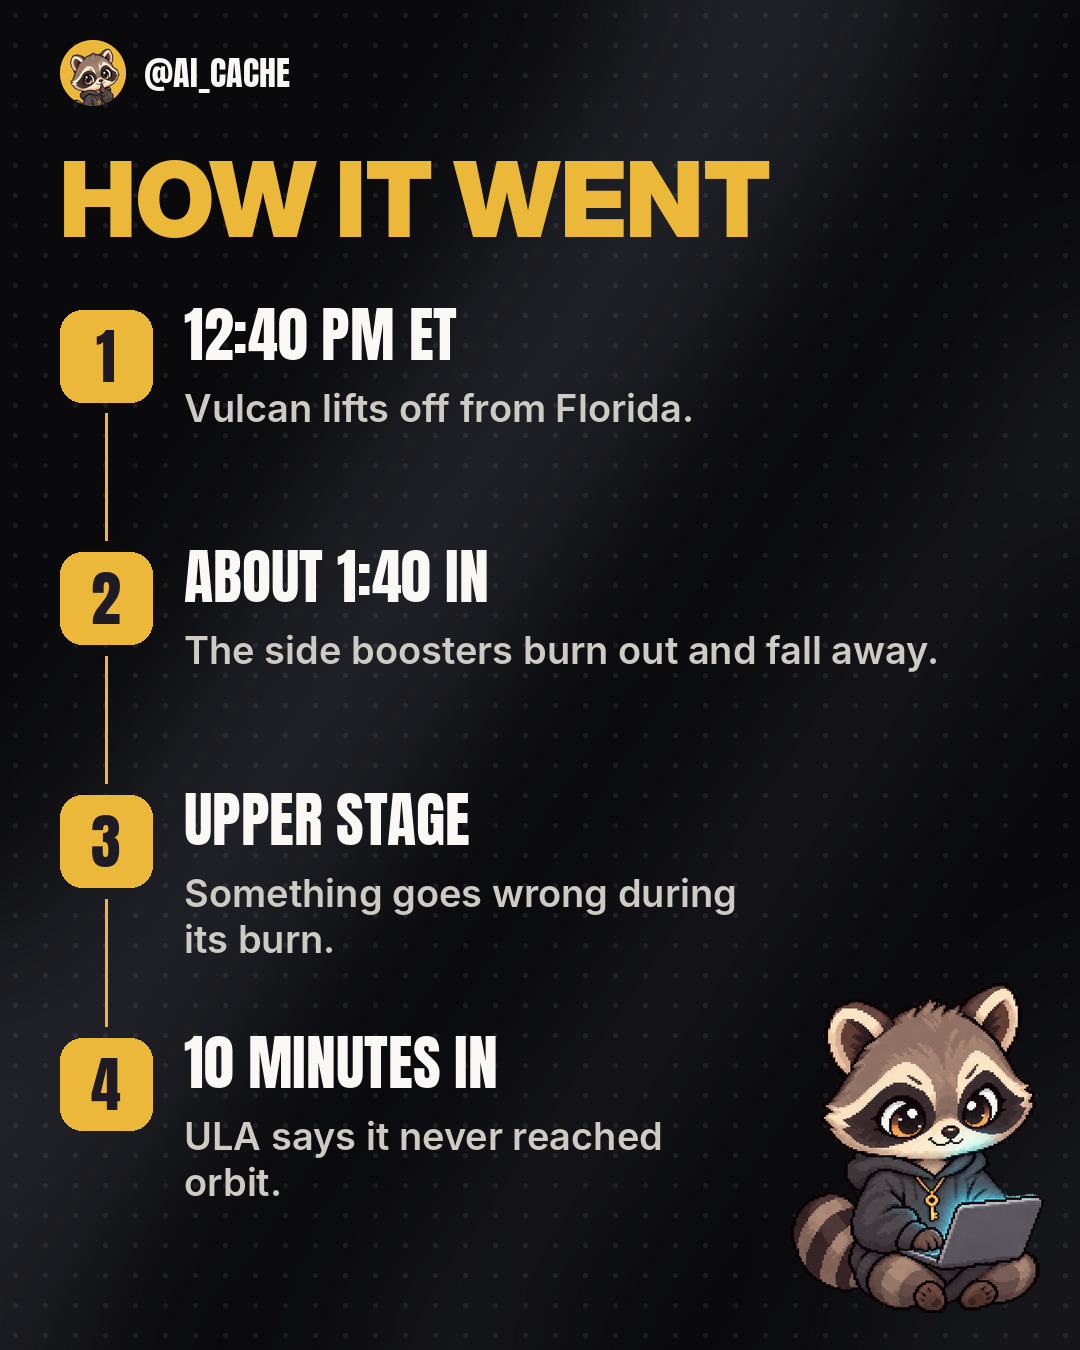 @AI_CACHE
HOW IT WENT
1
12:40 PM ET
Vulcan lifts off from Florida.
2
ABOUT 1:40 IN
The side boosters burn out and fall away.
3
UPPER STAGE
Something goes wrong during
its burn.
4
10 MINUTES IN
ULA says it never reached
orbit.